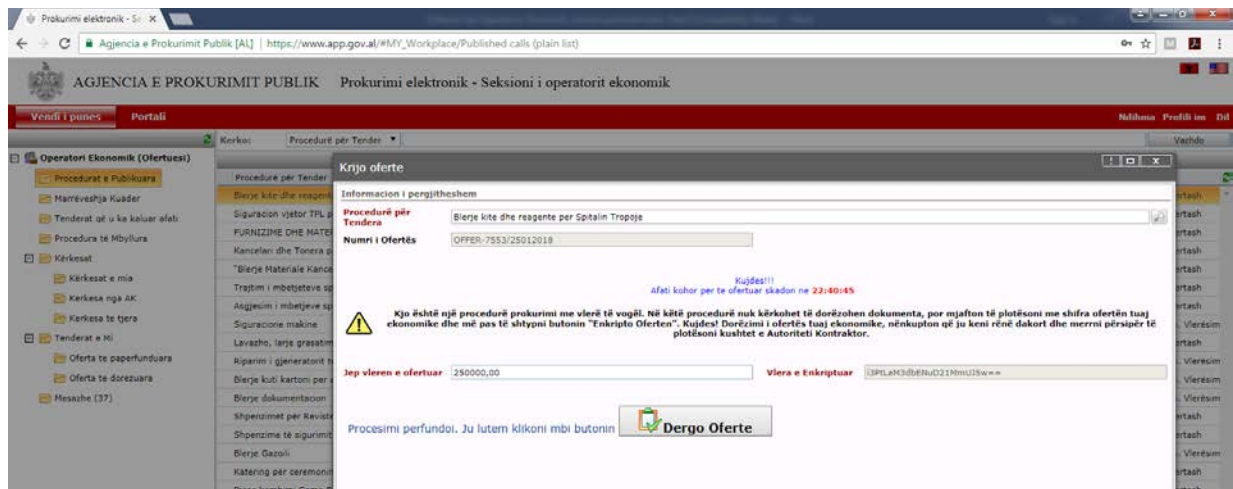 Prokurimi elektronik - Se
Agjencia e Prokurimit Publik [AL] | https://www.app.gov.al/#MY_Workplace/Published calls (plain list)
AGJENCIA E PROKURIMIT PUBLIK Prokurimi elektronik - Seksioni i operatorit ekonomik
Vendi i punes Portali Ndihma Profili im Dil
Kerko: Procedurë për Tender Vazhdo
Operatori Ekonomik (Ofertuesi)
Procedurat e Publikuara
Marrëveshja Kuader
Tenderat që u ka kaluar afati
Procedura të Mbyllura
Kërkesat
Kërkesat e mia
Kerkesa nga AK
Kerkesa te tjera
Tenderat e Mi
Oferta te paperfunduara
Oferta te dorezuara
Mesazhe (37)
Procedurë për Tender
Blerje kite dhe reagent
Siguracion vjetor TPL p
FURNIZIME DHE MATE
Kancelari dhe Tonera p
"Blerje Materiale Kance
Trajtim i mbetjeteve sp
Asgjesim i mbetjeve sp
Siguracione makine
Lavazho, larje grasatim
Riparim i gjeneratorit t
Blerje kuti kartoni per
Blerje dokumentacion
Shpenzimet për Revist
Shpenzime të sigurimit
Blerje Gazoili
Katering për ceremoni
Krijo oferte
Informacion i pergjitheshem
Procedurë për Tendera Blerje kite dhe reagente per Spitalin Tropoje
Numri i Ofertës OFFER-7553/25012018
Kujdes!!!
Afati kohor per te ofertuar skadon ne 22:40:45
Kjo është një procedurë prokurimi me vlerë të vogël. Në këtë procedurë nuk kërkohet të dorëzohen dokumenta, por mjafton të plotësoni me shifra ofertën tuaj
ekonomike dhe më pas të shtypni butonin "Enkripto Oferten". Kujdes! Dorëzimi i ofertës tuaj ekonomike, nënkupton që ju keni rënë dakort dhe merrni përsipër të
plotësoni kushtet e Autoriteti Kontraktor.
Jep vleren e ofertuar 250000,00 Vlera e Enkriptuar
Procesimi perfundoi. Ju lutem klikoni mbi butonin Dergo Oferte